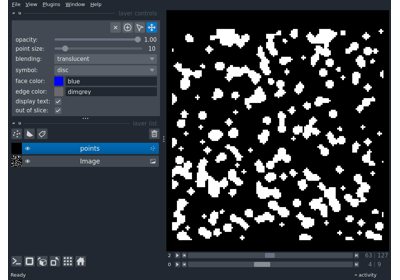 File View Plugins Window Help
layer controls
opacity: 1.00
point size: 10
blending: translucent
symbol: disc
face color: blue
edge color: dimgrey
display text:
out of slice:
layer list
points
Image
2 63 127
0 4 9
Ready activity